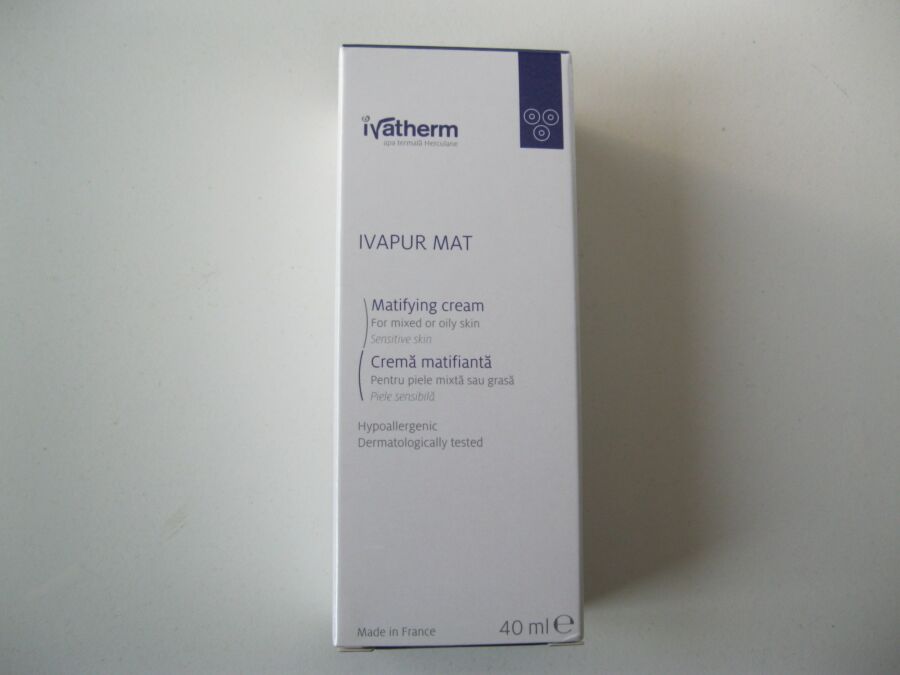 ivatherm
apa termală Herculane
IVAPUR MAT
Matifying cream
For mixed or oily skin
Sensitive skin
Cremă matifiantă
Pentru piele mixtă sau grasă
Piele sensibilă
Hypoallergenic
Dermatologically tested
Made in France
40 ml ℮